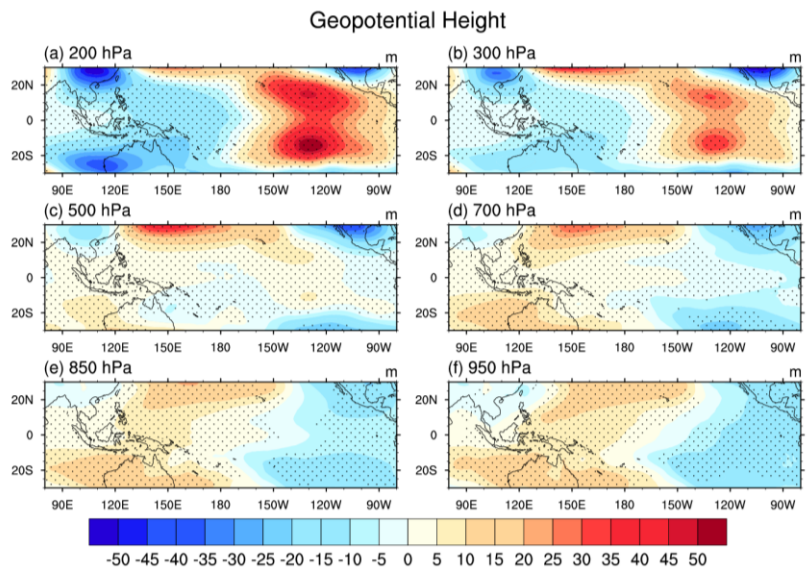 Geopotential Height
(a) 200 hPa m (b) 300 hPa m
20N 20N
0 0
20S 20S
90E 120E 150E 180 150W 120W 90W 90E 120E 150E 180 150W 120W 90W
(c) 500 hPa m (d) 700 hPa m
20N 20N
0 0
20S 20S
90E 120E 150E 180 150W 120W 90W 90E 120E 150E 180 150W 120W 90W
(e) 850 hPa m (f) 950 hPa m
20N 20N
0 0
20S 20S
90E 120E 150E 180 150W 120W 90W 90E 120E 150E 180 150W 120W 90W
-50 -45 -40 -35 -30 -25 -20 -15 -10 -5 0 5 10 15 20 25 30 35 40 45 50